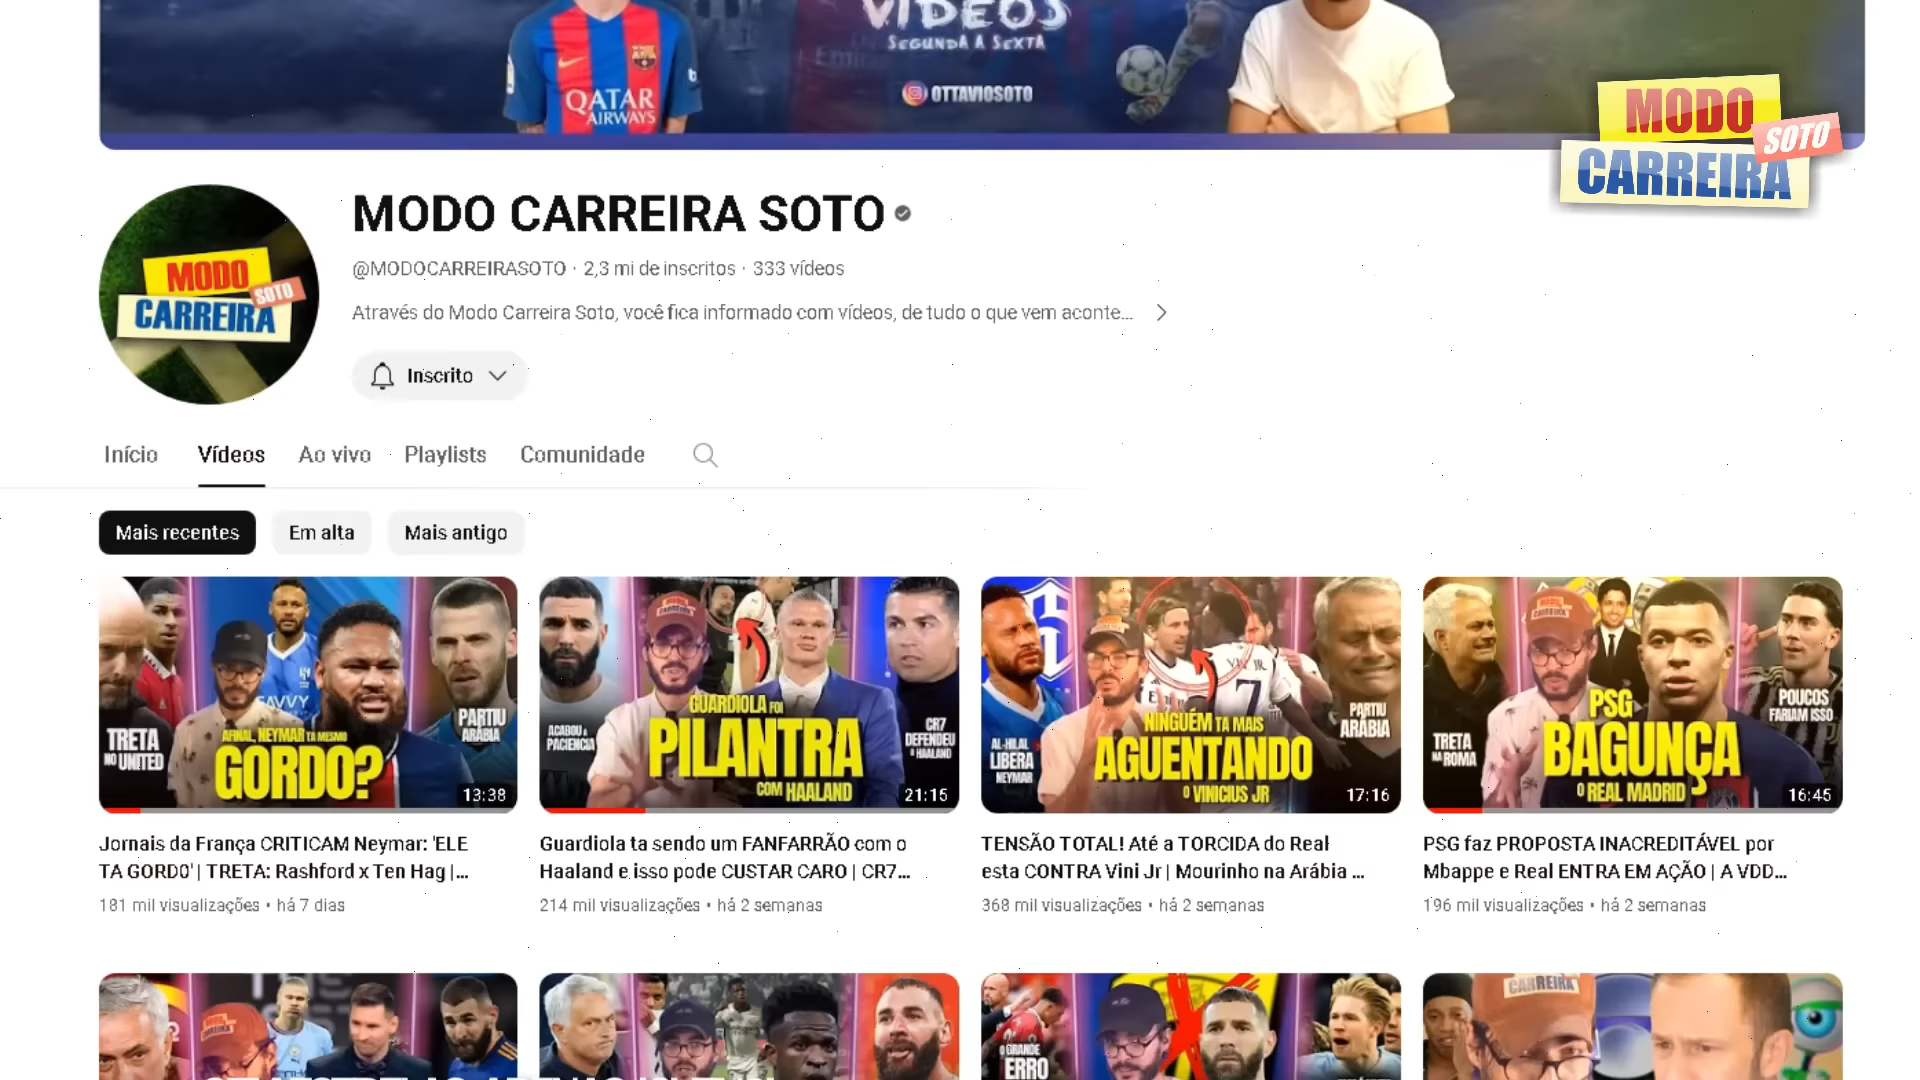 VÍDEOS
SEGUNDA A SEXTA
OTTAVIOSOTO
QATAR
AIRWAYS
MODO
SOTO
CARREIRA
MODO
SOTO
CARREIRA
MODO CARREIRA SOTO
@MODOCARREIRASOTO · 2,3 mi de inscritos · 333 vídeos
Através do Modo Carreira Soto, você fica informado com vídeos, de tudo o que vem aconte...
Inscrito
Início Vídeos Ao vivo Playlists Comunidade
Mais recentes Em alta Mais antigo
SAVVY
TRETA
NO UNITED
AFINAL, NEYMAR TA MESMO
GORDO?
PARTIU
ARÁBIA
13:38
ACABOU A
PACIENCIA
GUARDIOLA FOI
PILANTRA
COM HAALAND
CR7
DEFENDEU
O HAALAND
21:15
AL-HILAL
LIBERA
NEYMAR
VINI JR.
7
NINGUÉM TA MAIS
AGUENTANDO
O VINICIUS JR
PARTIU
ARÁBIA
17:16
TRETA
NA ROMA
PSG
BAGUNÇA
O REAL MADRID
POUCOS
FARIAM ISSO
16:45
Jornais da França CRITICAM Neymar: 'ELE
TA GORDO' | TRETA: Rashford x Ten Hag |...
181 mil visualizações • há 7 dias
Guardiola ta sendo um FANFARRÃO com o
Haaland e isso pode CUSTAR CARO | CR7...
214 mil visualizações • há 2 semanas
TENSÃO TOTAL! Até a TORCIDA do Real
esta CONTRA Vini Jr | Mourinho na Arábia ...
368 mil visualizações • há 2 semanas
PSG faz PROPOSTA INACREDITÁVEL por
Mbappe e Real ENTRA EM AÇÃO | A VDD...
196 mil visualizações • há 2 semanas
O GRANDE
ERRO
CARREIRA